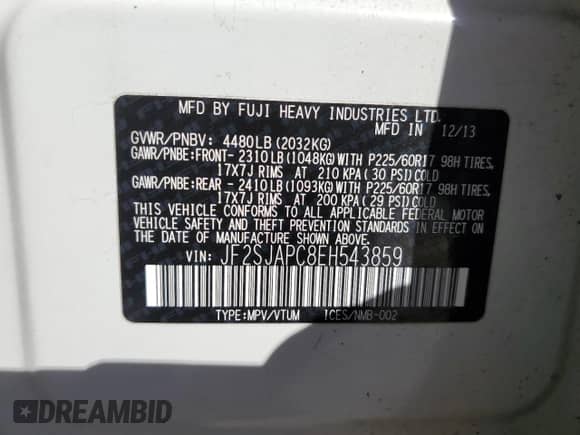 MFD BY FUJI HEAVY INDUSTRIES LTD.
MFD IN 12/13
GVWR/PNBV: 4480LB(2032KG)
GAWR/PNBE:FRONT-2310LB(1048KG)WITH P225/60R17 98H TIRES,
17X7J RIMS AT 210 KPA(30 PSI)COLD
GAWR/PNBE:REAR -2410LB(1093KG)WITH P225/60R17 98H TIRES,
17X7J RIMS AT 200 KPA(29 PSI)COLD
THIS VEHICLE CONFORMS TO ALL APPLICABLE FEDERAL MOTOR
VEHICLE SAFETY AND THEFT PREVENTION STANDARDS IN EFFECT ON
THE DATE OF MANUFACTURE SHOWN ABOVE.
VIN: JF2SJAPC8EH543859
TYPE:MPV/VTUM ICES/NMB-002
DREAMBID